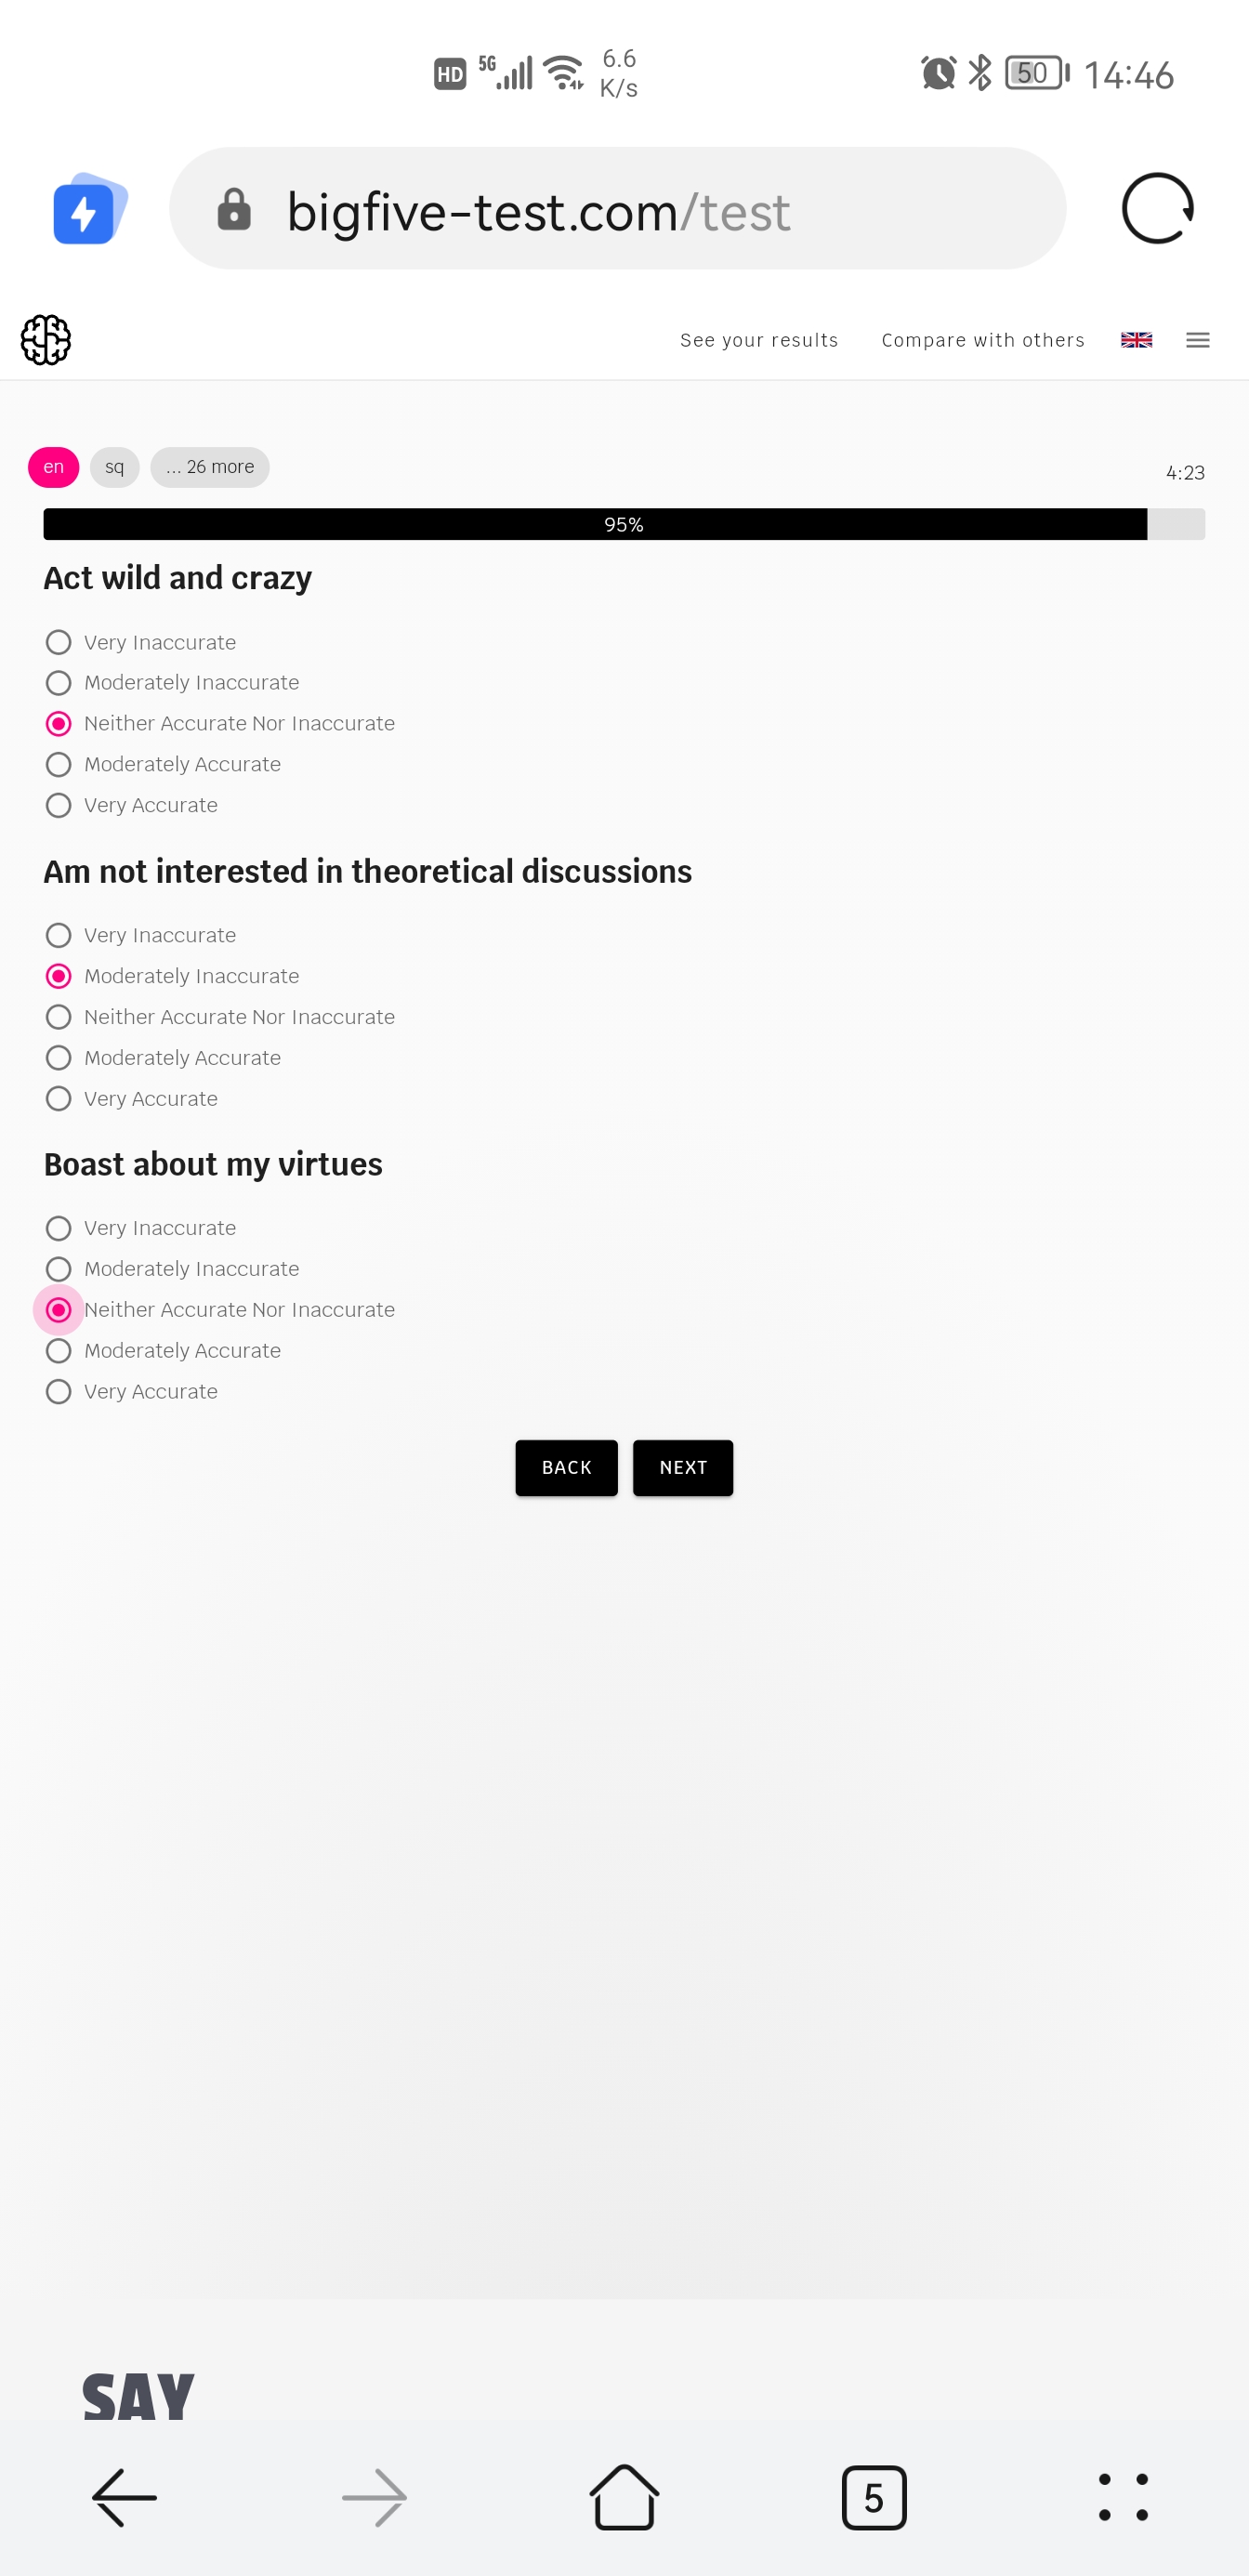 HD 5G 6.6 K/s 50 14:46
bigfive-test.com/test
See your results Compare with others
en sq ... 26 more 4:23
95%
Act wild and crazy
Very Inaccurate
Moderately Inaccurate
Neither Accurate Nor Inaccurate
Moderately Accurate
Very Accurate
Am not interested in theoretical discussions
Very Inaccurate
Moderately Inaccurate
Neither Accurate Nor Inaccurate
Moderately Accurate
Very Accurate
Boast about my virtues
Very Inaccurate
Moderately Inaccurate
Neither Accurate Nor Inaccurate
Moderately Accurate
Very Accurate
BACK NEXT
SAY
5